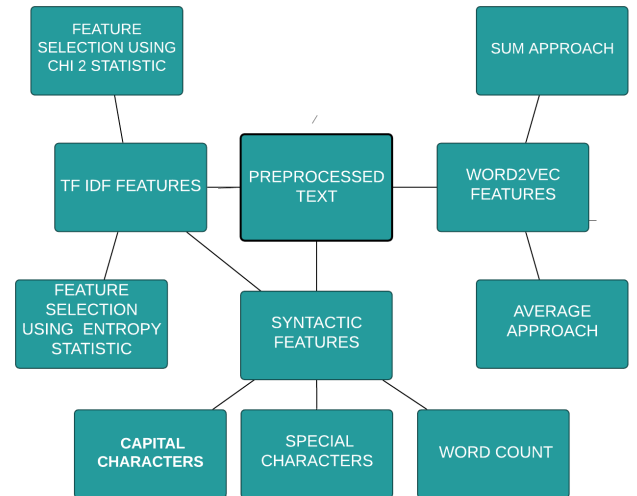 FEATURE
SELECTION USING
CHI 2 STATISTIC
SUM APPROACH
TF IDF FEATURES
PREPROCESSED
TEXT
WORD2VEC
FEATURES
FEATURE
SELECTION
USING ENTROPY
STATISTIC
SYNTACTIC
FEATURES
AVERAGE
APPROACH
CAPITAL
CHARACTERS
SPECIAL
CHARACTERS
WORD COUNT